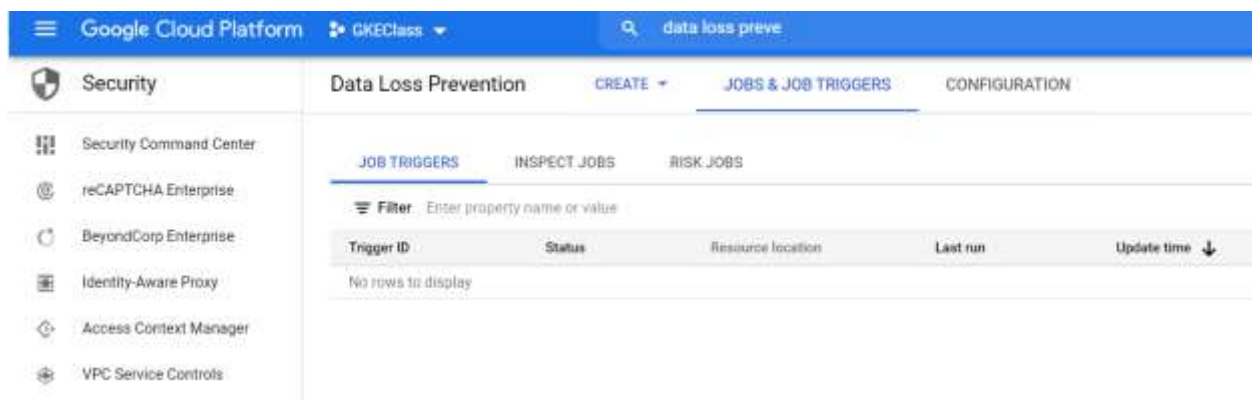 Google Cloud Platform GKEClass data loss preve
Security Data Loss Prevention CREATE JOBS & JOB TRIGGERS CONFIGURATION
Security Command Center
reCAPTCHA Enterprise
BeyondCorp Enterprise
Identity-Aware Proxy
Access Context Manager
VPC Service Controls
JOB TRIGGERS INSPECT JOBS RISK JOBS
Filter Enter property name or value
Trigger ID Status Resource location Last run Update time
No rows to display